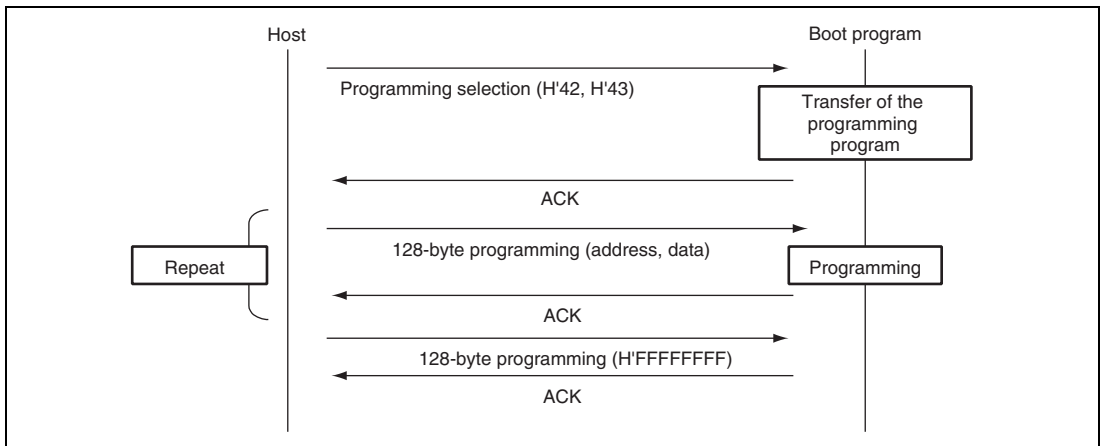 Host
Boot program
Programming selection (H'42, H'43)
Transfer of the
programming
program
ACK
128-byte programming (address, data)
Repeat
Programming
ACK
128-byte programming (H'FFFFFFFF)
ACK